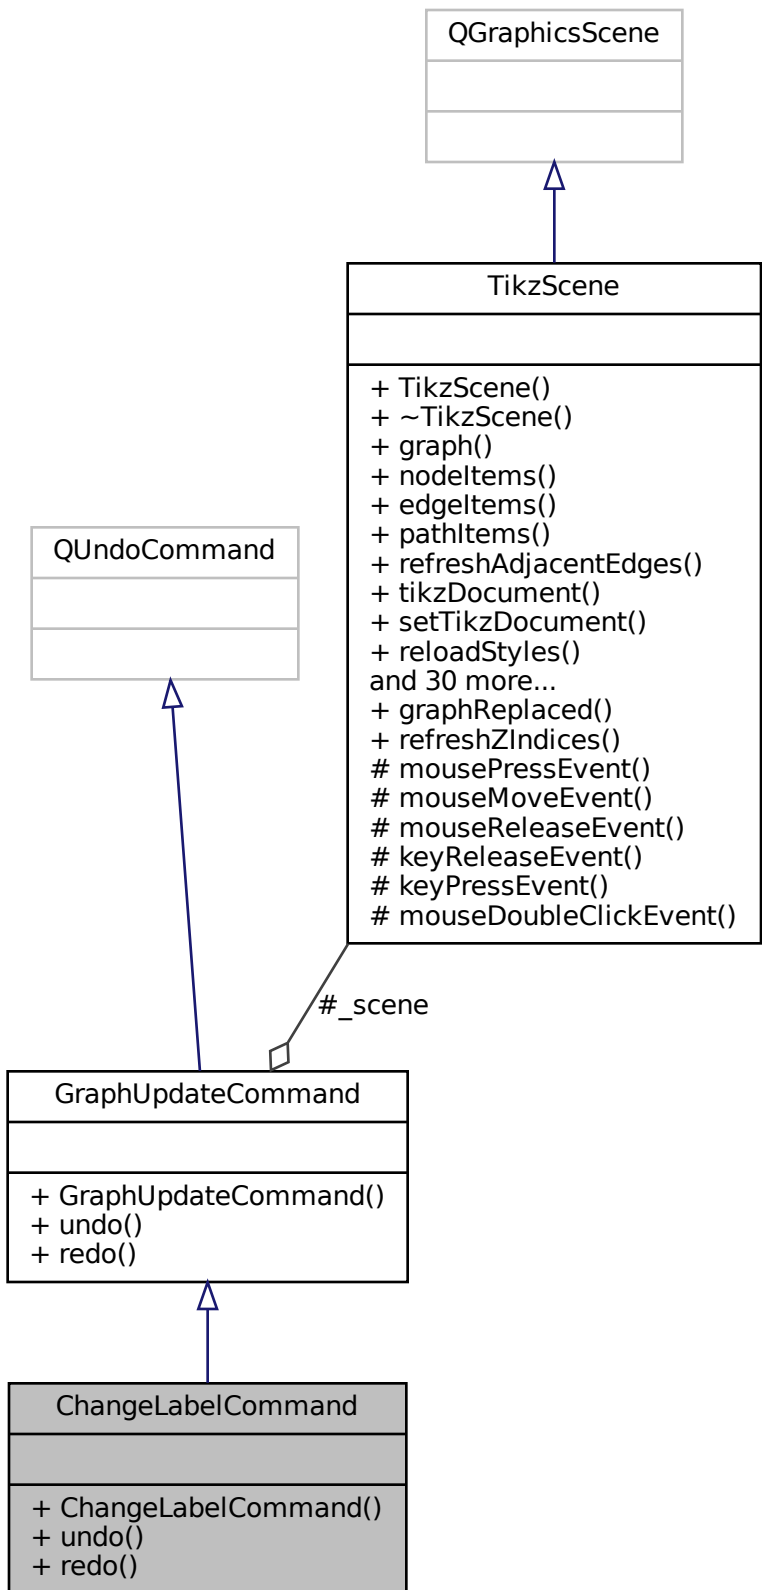 QGraphicsScene
TikzScene
+ TikzScene()
+ ~TikzScene()
+ graph()
+ nodeItems()
+ edgeItems()
+ pathItems()
+ refreshAdjacentEdges()
+ tikzDocument()
+ setTikzDocument()
+ reloadStyles()
and 30 more...
+ graphReplaced()
+ refreshZIndices()
# mousePressEvent()
# mouseMoveEvent()
# mouseReleaseEvent()
# keyReleaseEvent()
# keyPressEvent()
# mouseDoubleClickEvent()
QUndoCommand
#_scene
GraphUpdateCommand
+ GraphUpdateCommand()
+ undo()
+ redo()
ChangeLabelCommand
+ ChangeLabelCommand()
+ undo()
+ redo()